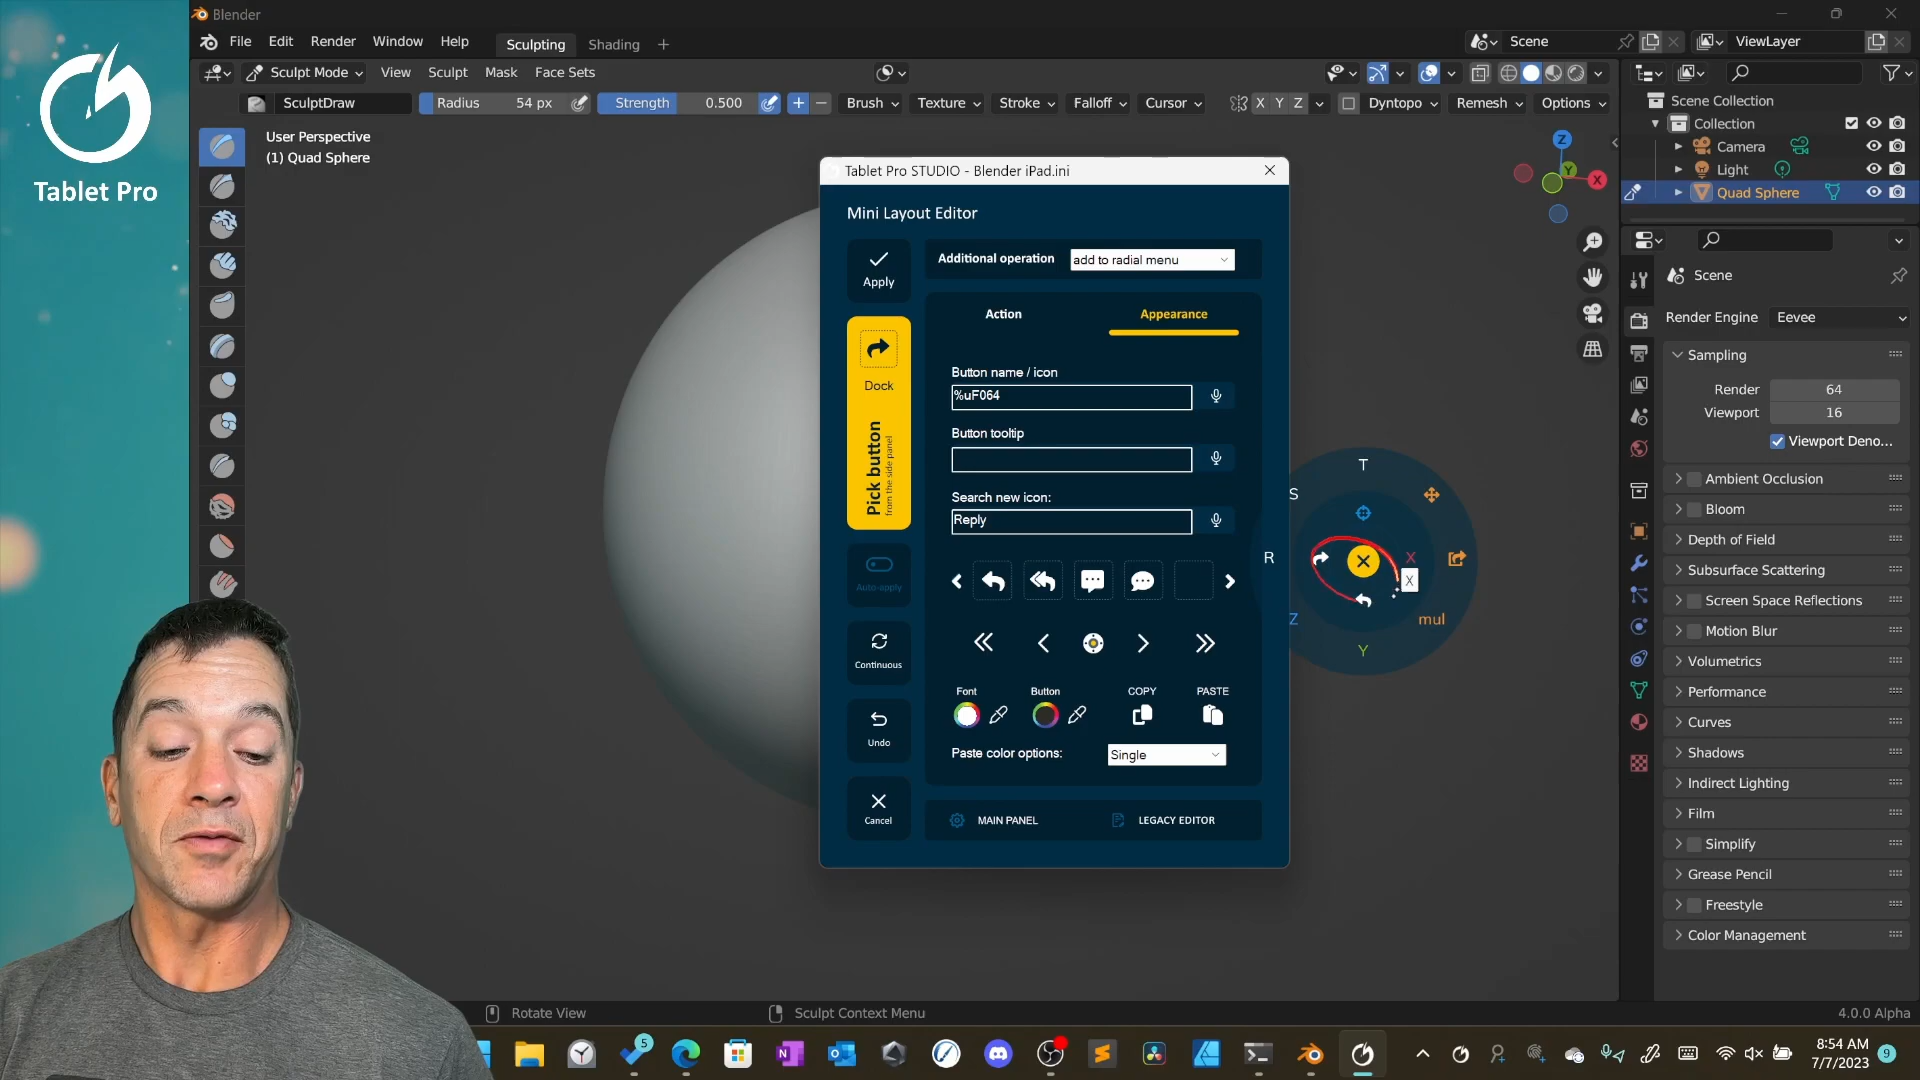 Tablet Pro
Blender
File Edit Render Window Help Sculpting Shading +
Scene ViewLayer
Sculpt Mode View Sculpt Mask Face Sets
SculptDraw Radius 54 px Strength 0.500 Brush Texture Stroke Falloff Cursor X Y Z Dyntopo Remesh Options
User Perspective
(1) Quad Sphere
Scene Collection
Collection
Camera
Light
Quad Sphere
Z
Y
X
Tablet Pro STUDIO - Blender iPad.ini
Mini Layout Editor
Apply
Additional operation add to radial menu
Action Appearance
Dock
Pick button
from the side panel
Button name / icon
%uF064
Button tooltip
Search new icon:
Reply
Auto-apply
Continuous
Undo
Cancel
Font Button COPY PASTE
Paste color options: Single
MAIN PANEL LEGACY EDITOR
T
S
R
X
X
Z
mul
Y
Scene
Render Engine Eevee
Sampling
Render 64
Viewport 16
Viewport Deno...
Ambient Occlusion
Bloom
Depth of Field
Subsurface Scattering
Screen Space Reflections
Motion Blur
Volumetrics
Performance
Curves
Shadows
Indirect Lighting
Film
Simplify
Grease Pencil
Freestyle
Color Management
Rotate View Sculpt Context Menu 4.0.0 Alpha
5
8:54 AM
7/7/2023
9